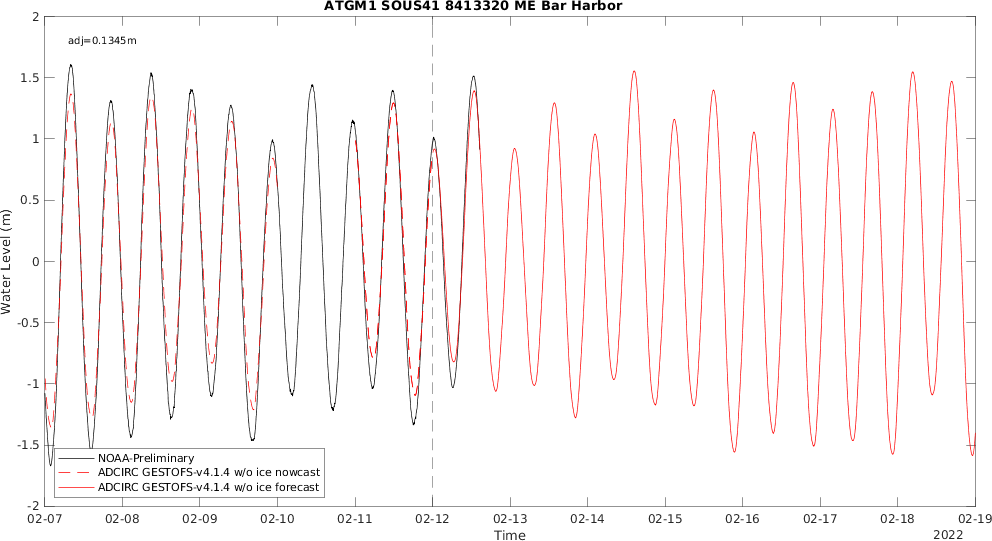 ATGM1 SOUS41 8413320 ME Bar Harbor
adj=0.1345m
2
1.5
1
0.5
0
-0.5
-1
-1.5
-2
Water Level (m)
NOAA-Preliminary
ADCIRC GESTOFS-v4.1.4 w/o ice nowcast
ADCIRC GESTOFS-v4.1.4 w/o ice forecast
02-07 02-08 02-09 02-10 02-11 02-12 02-13 02-14 02-15 02-16 02-17 02-18 02-19
Time
2022